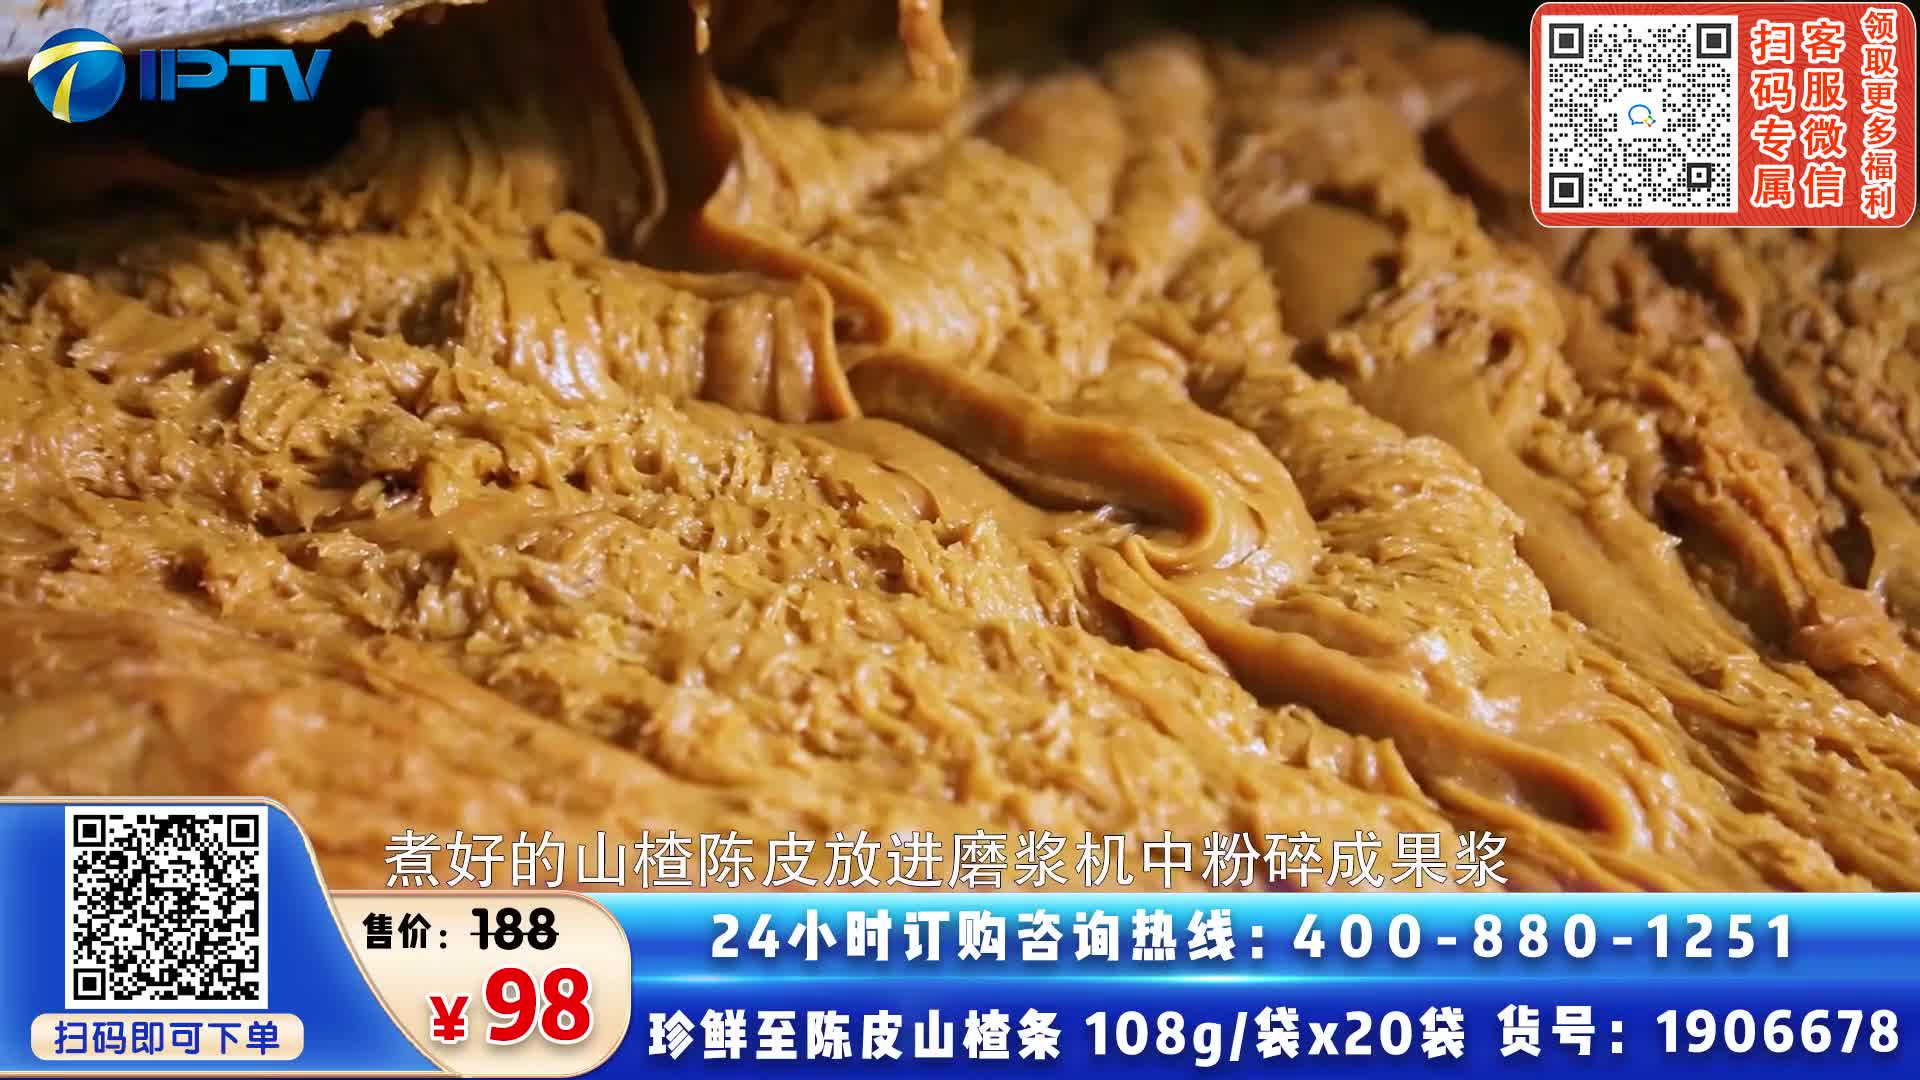 IPTV
扫码专属
客服微信
领取更多福利
煮好的山楂陈皮放进磨浆机中粉碎成果浆
扫码即可下单
售价：188
¥98
24小时订购咨询热线：400-880-1251
珍鲜至陈皮山楂条 108g/袋x20袋 货号：1906678